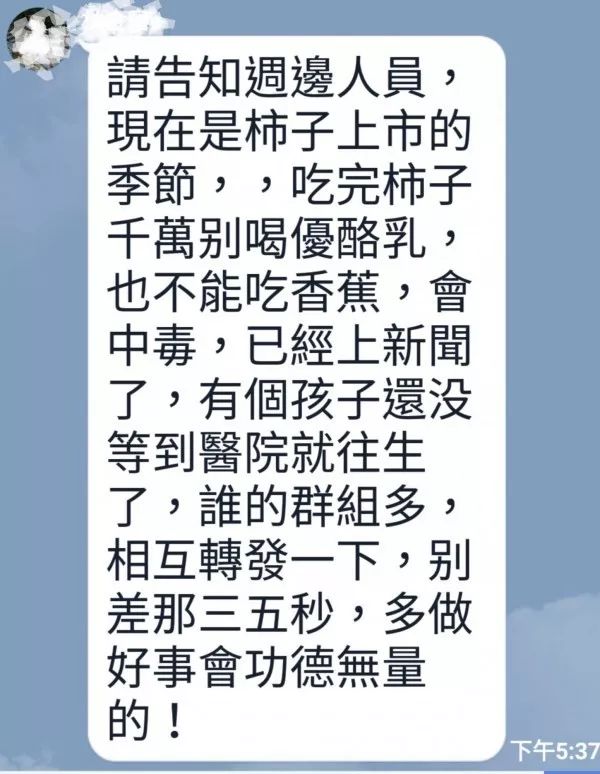 請告知週邊人員，
現在是柿子上市的
季節，，吃完柿子
千萬别喝優酪乳，
也不能吃香蕉，會
中毒，已經上新聞
了，有個孩子還没
等到醫院就往生
了，誰的群組多，
相互轉發一下，别
差那三五秒，多做
好事會功德無量
的！
下午5:37